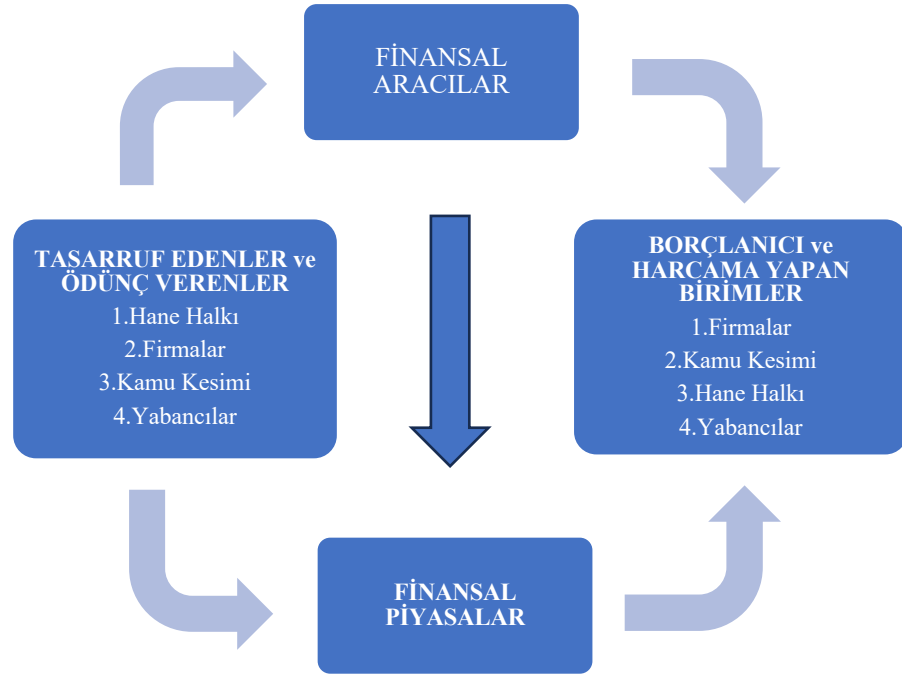 FİNANSAL
ARACILAR
TASARRUF EDENLER ve
ÖDÜNÇ VERENLER
1.Hane Halkı
2.Firmalar
3.Kamu Kesimi
4.Yabancılar
BORÇLANICI ve
HARCAMA YAPAN
BİRİMLER
1.Firmalar
2.Kamu Kesimi
3.Hane Halkı
4.Yabancılar
FİNANSAL
PİYASALAR